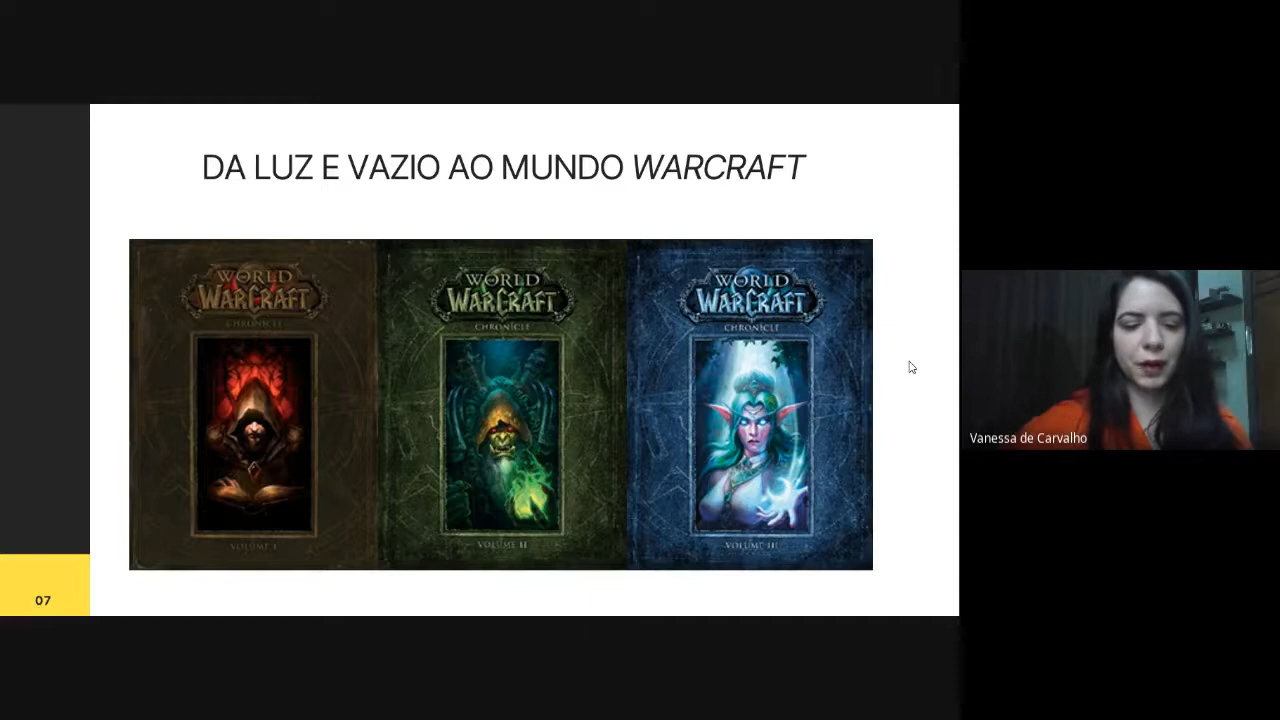 DA LUZ E VAZIO AO MUNDO WARCRAFT
WORLD
WARCRAFT
CHRONICLE
VOLUME I
WORLD
WARCRAFT
CHRONICLE
VOLUME II
WORLD
WARCRAFT
CHRONICLE
VOLUME III
Vanessa de Carvalho
07